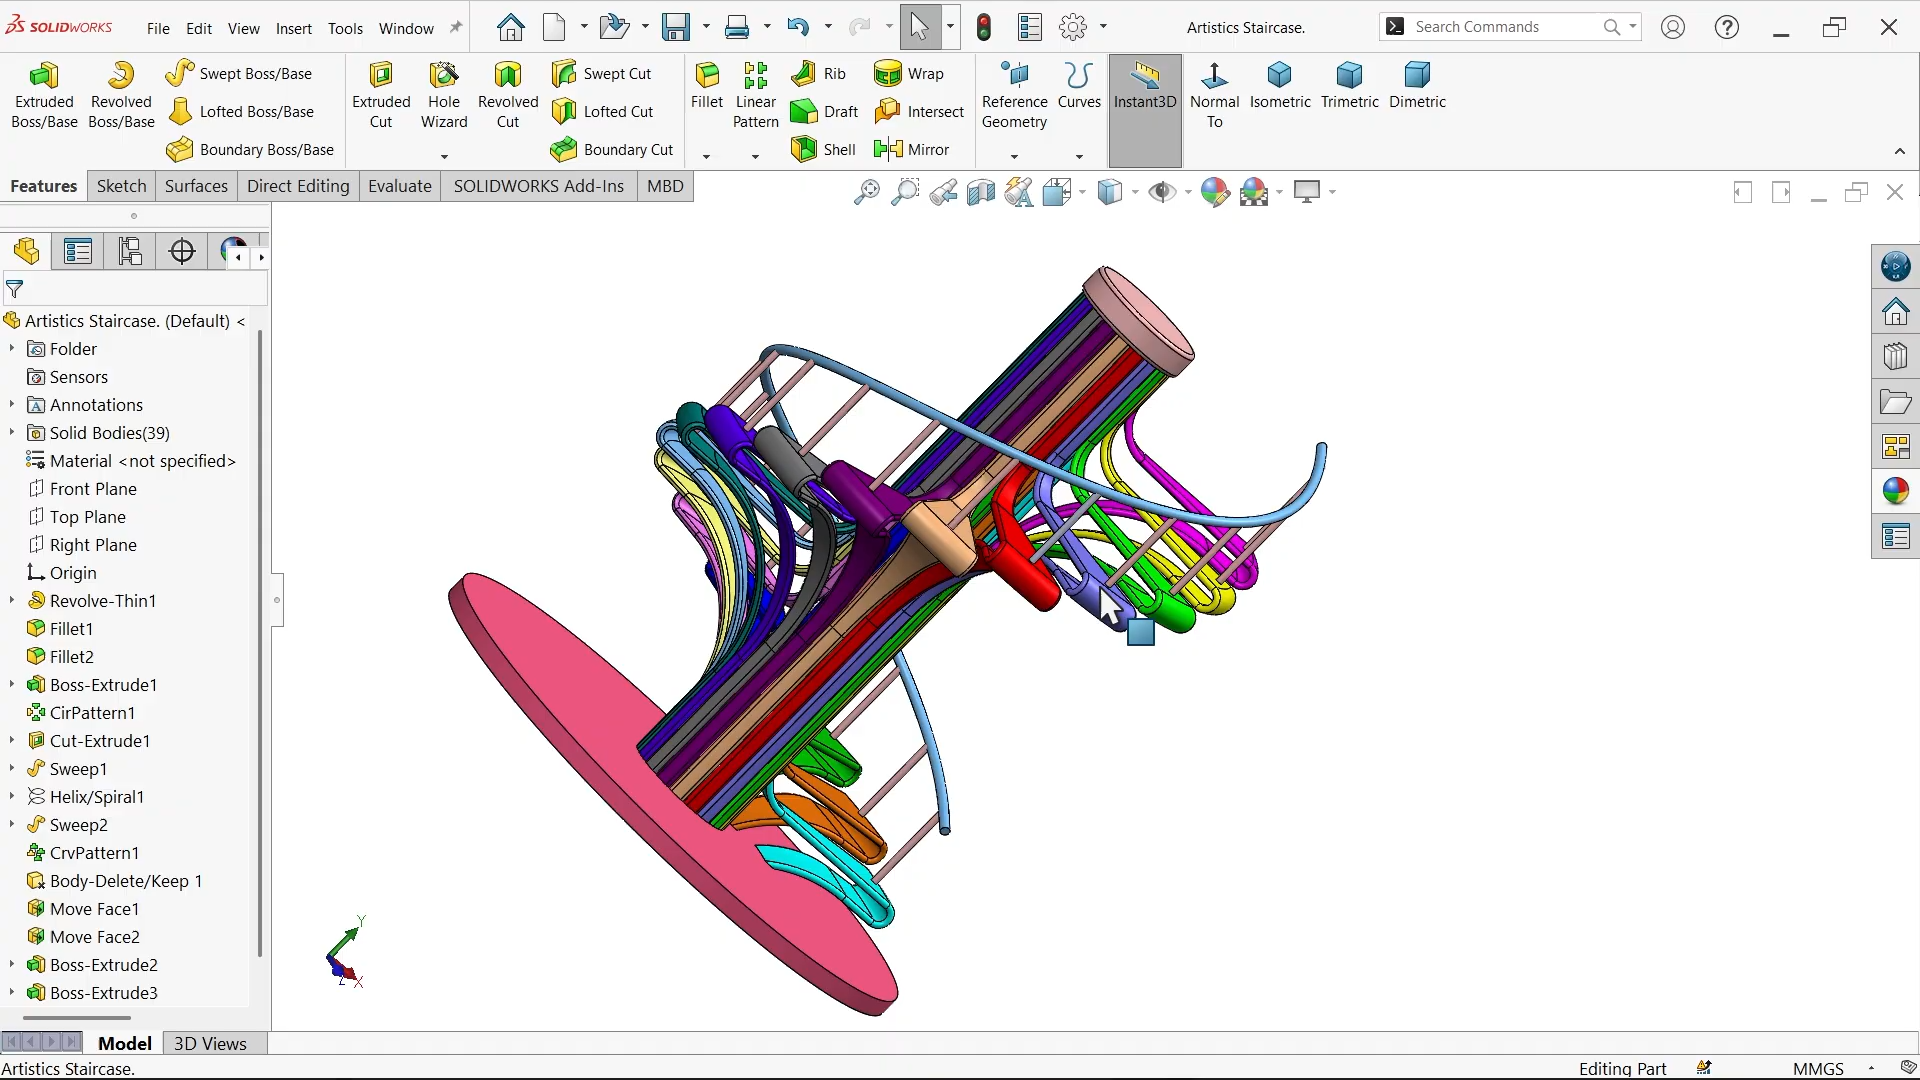 SOLIDWORKS File Edit View Insert Tools Window Artistics Staircase. Search Commands
Extruded Boss/Base
Revolved Boss/Base
Swept Boss/Base
Lofted Boss/Base
Boundary Boss/Base
Extruded Cut
Hole Wizard
Revolved Cut
Swept Cut
Lofted Cut
Boundary Cut
Fillet
Linear Pattern
Rib
Draft
Shell
Wrap
Intersect
Mirror
Reference Geometry
Curves
Instant3D
Normal To
Isometric
Trimetric
Dimetric
Features Sketch Surfaces Direct Editing Evaluate SOLIDWORKS Add-Ins MBD
Artistics Staircase. (Default) <
Folder
Sensors
Annotations
Solid Bodies(39)
Material <not specified>
Front Plane
Top Plane
Right Plane
Origin
Revolve-Thin1
Fillet1
Fillet2
Boss-Extrude1
CirPattern1
Cut-Extrude1
Sweep1
Helix/Spiral1
Sweep2
CrvPattern1
Body-Delete/Keep 1
Move Face1
Move Face2
Boss-Extrude2
Boss-Extrude3
Y
Z X
Model 3D Views
Artistics Staircase. Editing Part MMGS